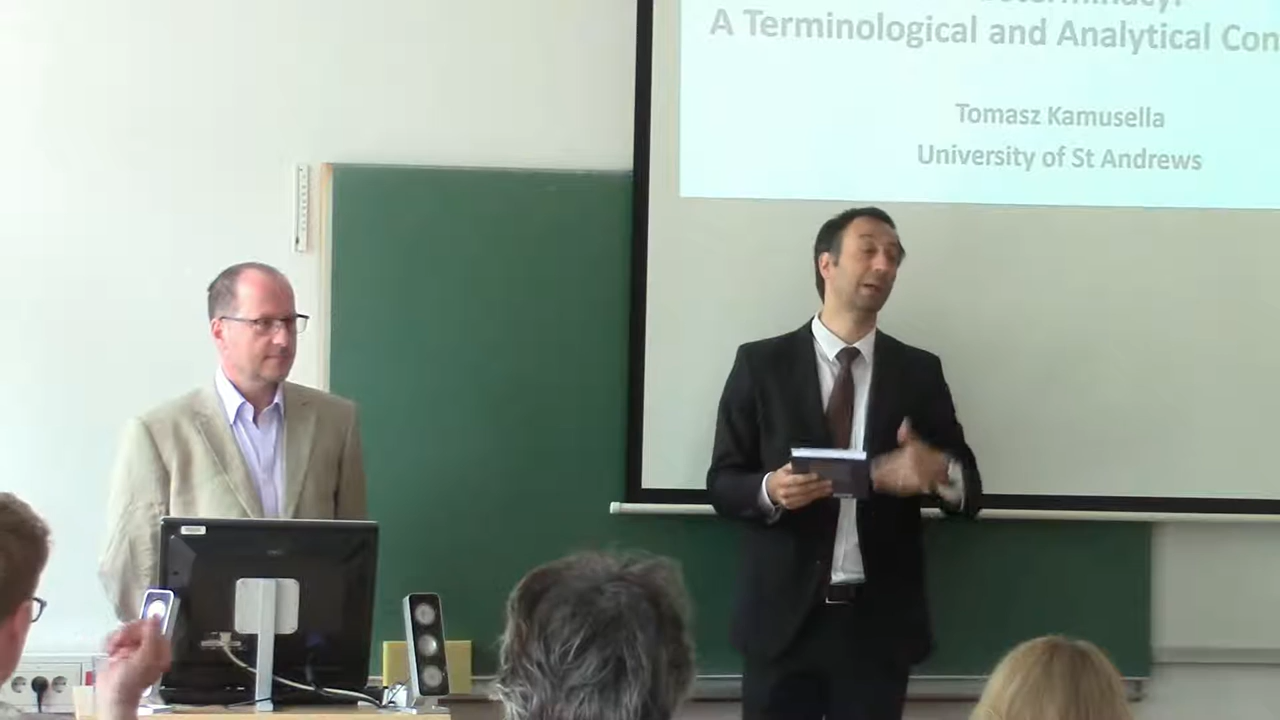 A Terminological and Analytical Con
Tomasz Kamusella
University of St Andrews